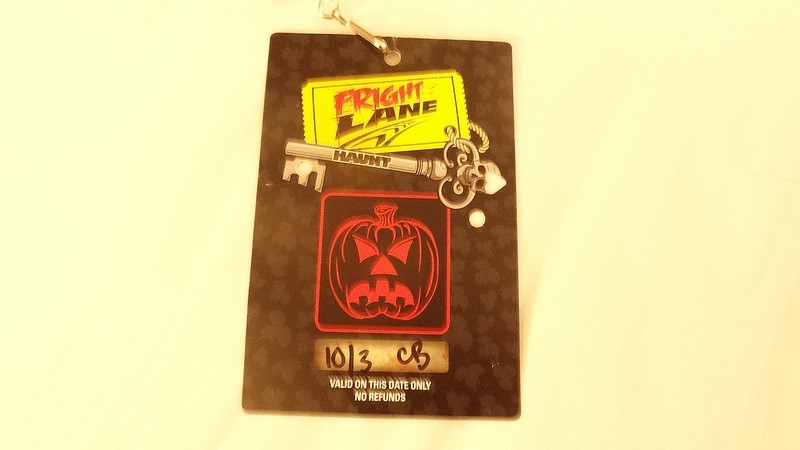 FRIGHT
LANE
HAUNT
10/3 CB
VALID ON THIS DATE ONLY
NO REFUNDS